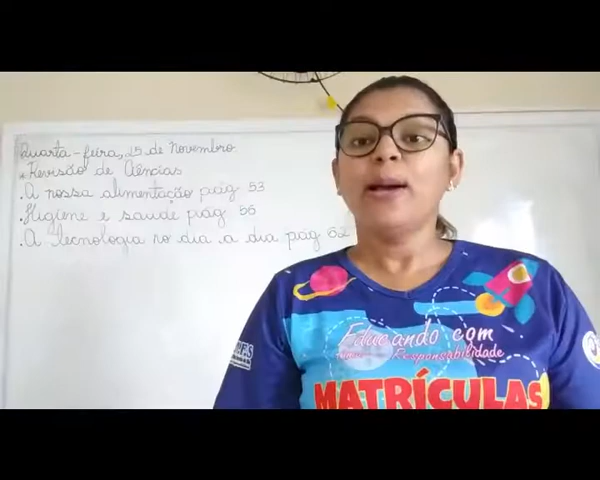 Quarta-feira, 25 de Novembro
* Revisão de Ciências
. A nossa alimentação pág 53
. Higiene e saúde pág 55
. A tecnologia no dia a dia pág 62
Educando com
Responsabilidade
MATRÍCULAS